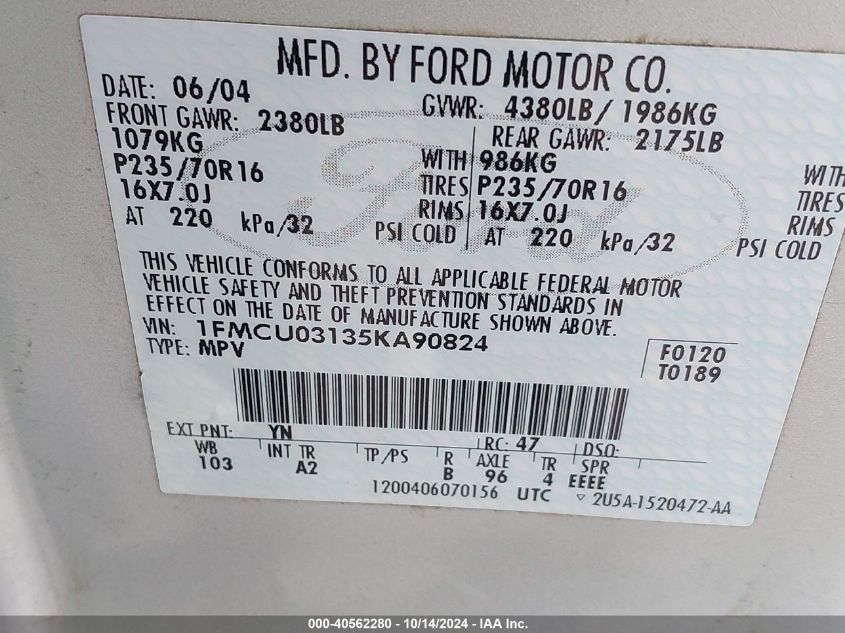 MFD. BY FORD MOTOR CO.
DATE: 06/04 GVWR: 4380LB/ 1986KG
FRONT GAWR: 2380LB REAR GAWR: 2175LB
1079KG WITH 986KG WITH
P235/70R16 TIRES P235/70R16 TIRES
16X7.0J RIMS 16X7.0J RIMS
AT 220 kPa/32 PSI COLD AT 220 kPa/32 PSI COLD
Ford
THIS VEHICLE CONFORMS TO ALL APPLICABLE FEDERAL MOTOR
VEHICLE SAFETY AND THEFT PREVENTION STANDARDS IN
EFFECT ON THE DATE OF MANUFACTURE SHOWN ABOVE.
VIN: 1FMCU03135KA90824
TYPE: MPV
F0120
T0189
EXT PNT: YN RC: 47 DSO:
WB INT TR TP/PS R AXLE TR SPR
103 A2 B 96 4 EEEE
1200406070156 UTC ▽ 2U5A-1520472-AA
000-40562280 - 10/14/2024 - IAA Inc.